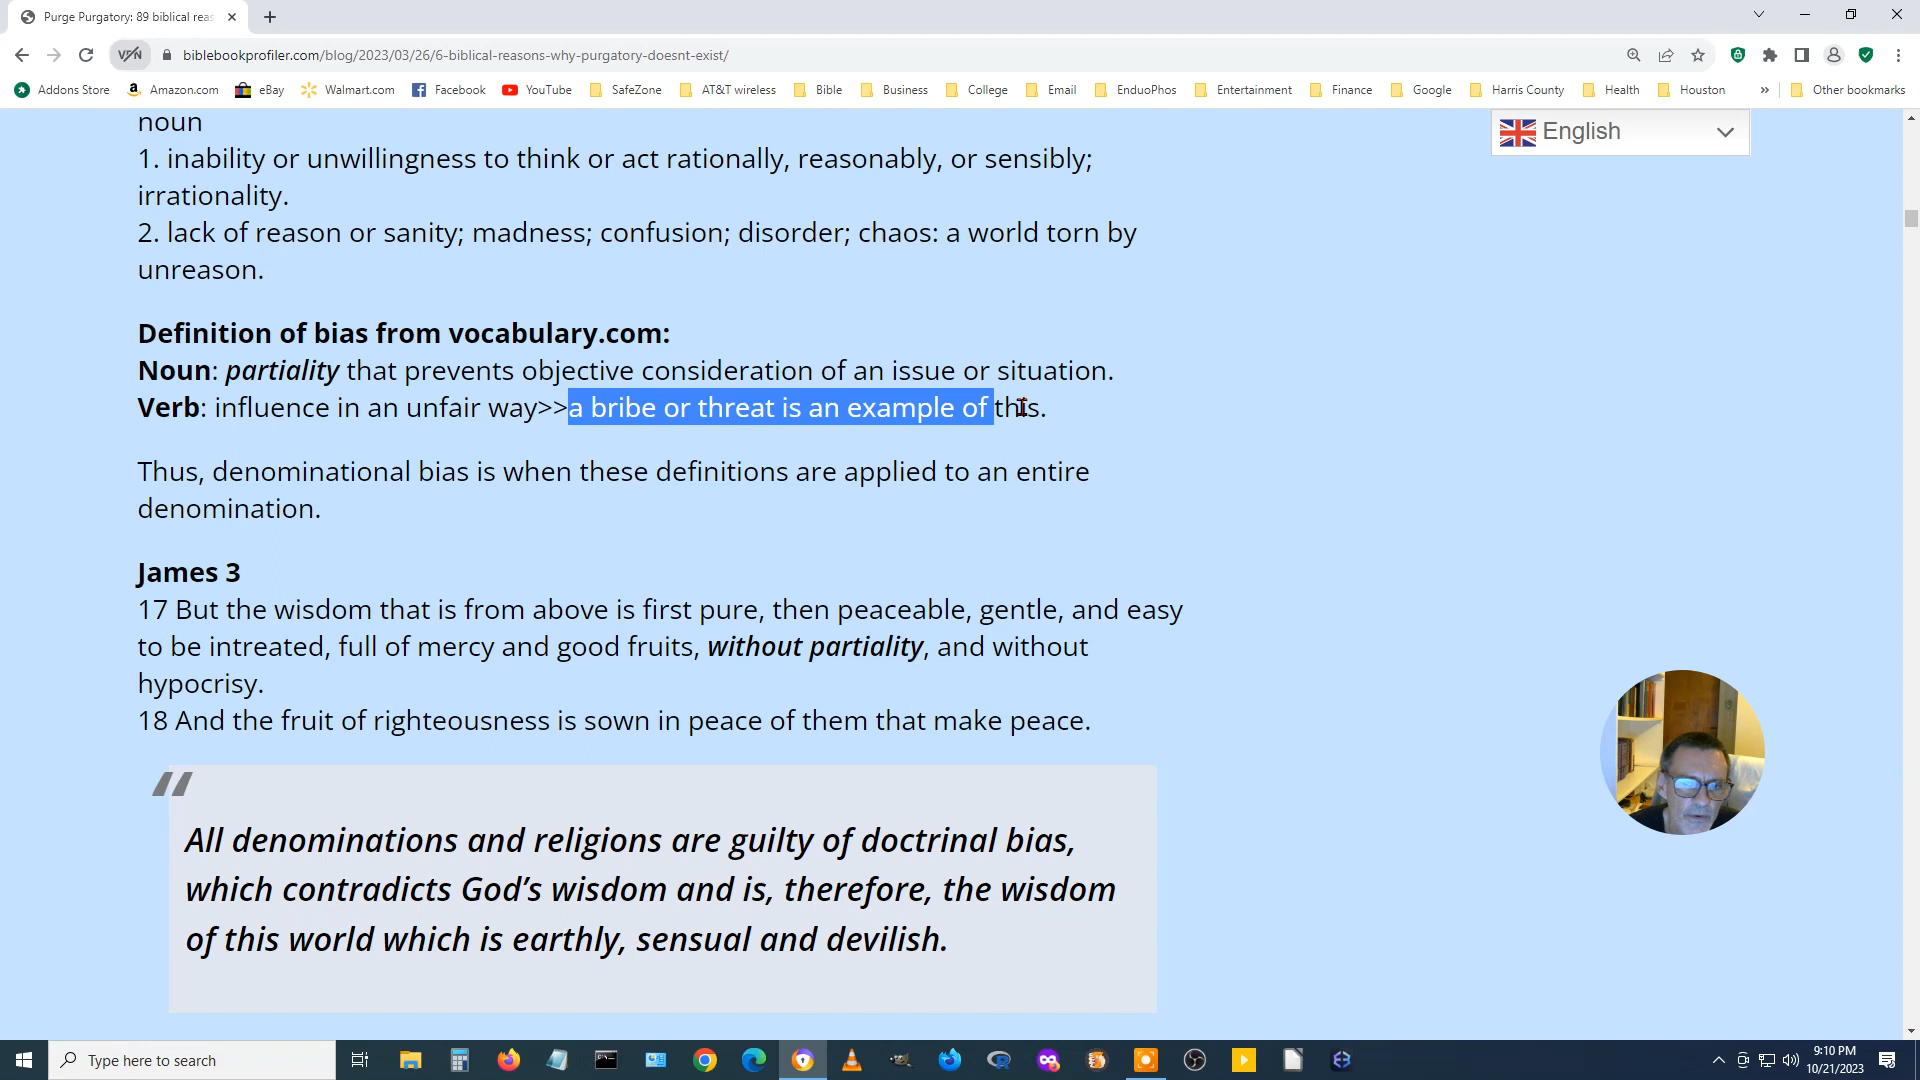 Purge Purgatory: 89 biblical reas
VPN
biblebookprofiler.com/blog/2023/03/26/6-biblical-reasons-why-purgatory-doesnt-exist/
Addons Store Amazon.com eBay Walmart.com Facebook YouTube SafeZone AT&T wireless Bible Business College Email EnduoPhos Entertainment Finance Google Harris County Health Houston » Other bookmarks
English
noun
1. inability or unwillingness to think or act rationally, reasonably, or sensibly;
irrationality.
2. lack of reason or sanity; madness; confusion; disorder; chaos: a world torn by
unreason.
Definition of bias from vocabulary.com:
Noun: partiality that prevents objective consideration of an issue or situation.
Verb: influence in an unfair way>>a bribe or threat is an example of this.
Thus, denominational bias is when these definitions are applied to an entire
denomination.
James 3
17 But the wisdom that is from above is first pure, then peaceable, gentle, and easy
to be intreated, full of mercy and good fruits, without partiality, and without
hypocrisy.
18 And the fruit of righteousness is sown in peace of them that make peace.
All denominations and religions are guilty of doctrinal bias,
which contradicts God’s wisdom and is, therefore, the wisdom
of this world which is earthly, sensual and devilish.
Type here to search
9:10 PM
10/21/2023